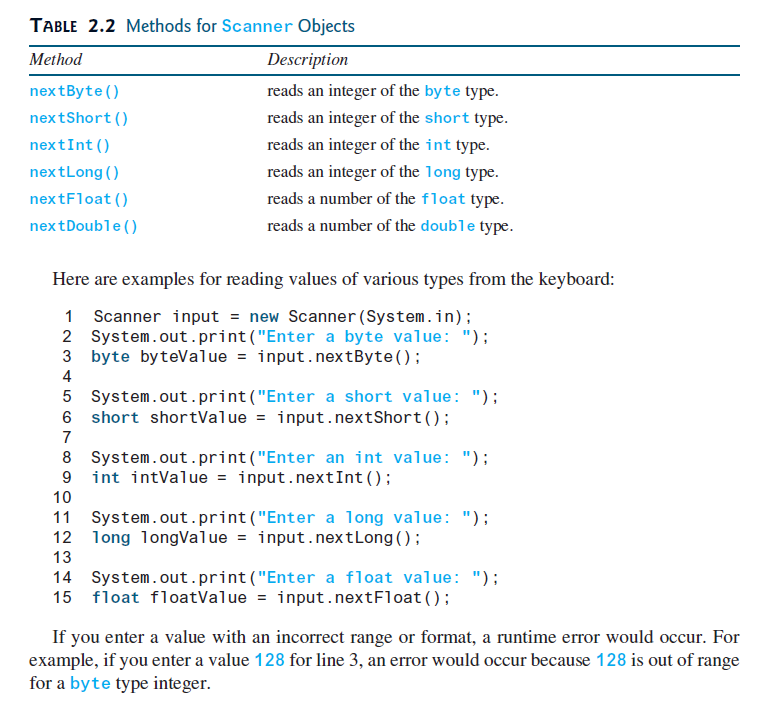 TABLE 2.2 Methods for Scanner Objects
Method Description
nextByte() reads an integer of the byte type.
nextShort() reads an integer of the short type.
nextInt() reads an integer of the int type.
nextLong() reads an integer of the long type.
nextFloat() reads a number of the float type.
nextDouble() reads a number of the double type.
Here are examples for reading values of various types from the keyboard:
1 Scanner input = new Scanner(System.in);
2 System.out.print("Enter a byte value: ");
3 byte byteValue = input.nextByte();
4
5 System.out.print("Enter a short value: ");
6 short shortValue = input.nextShort();
7
8 System.out.print("Enter an int value: ");
9 int intValue = input.nextInt();
10
11 System.out.print("Enter a long value: ");
12 long longValue = input.nextLong();
13
14 System.out.print("Enter a float value: ");
15 float floatValue = input.nextFloat();
If you enter a value with an incorrect range or format, a runtime error would occur. For
example, if you enter a value 128 for line 3, an error would occur because 128 is out of range
for a byte type integer.